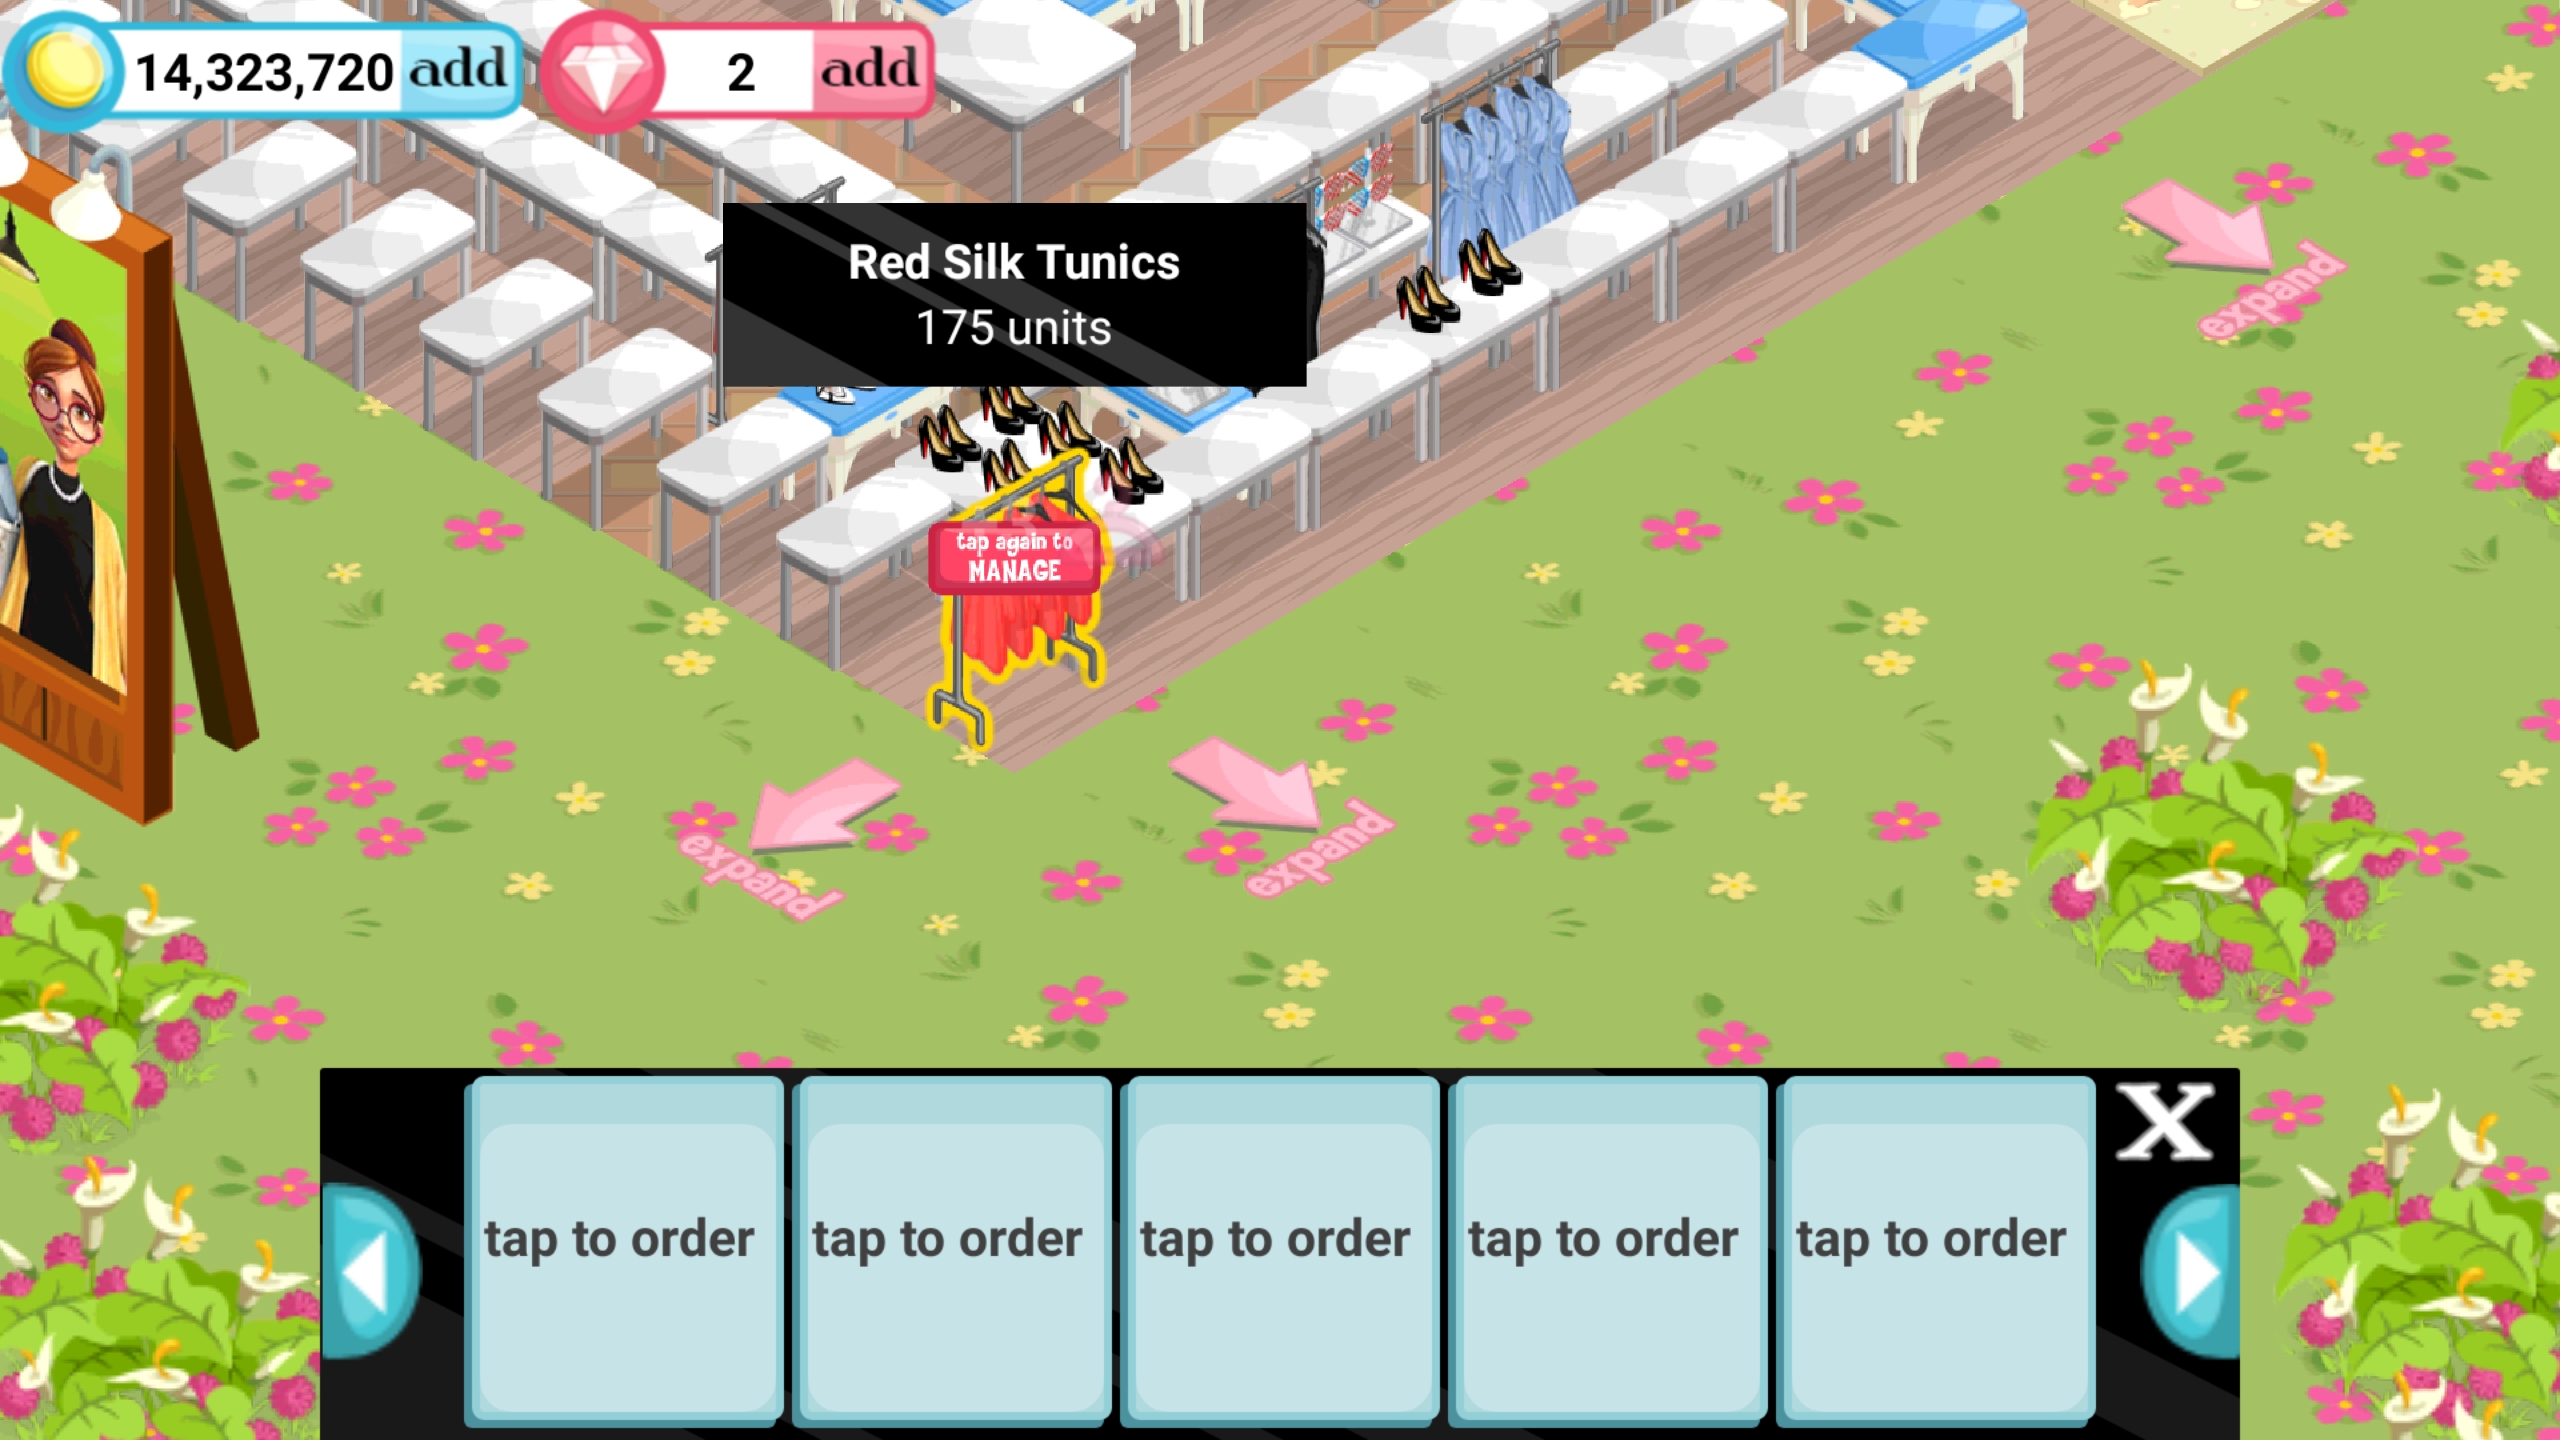 14,323,720 add
2 add
Red Silk Tunics
175 units
expand
tap again to
MANAGE
expand
expand
X
tap to order
tap to order
tap to order
tap to order
tap to order